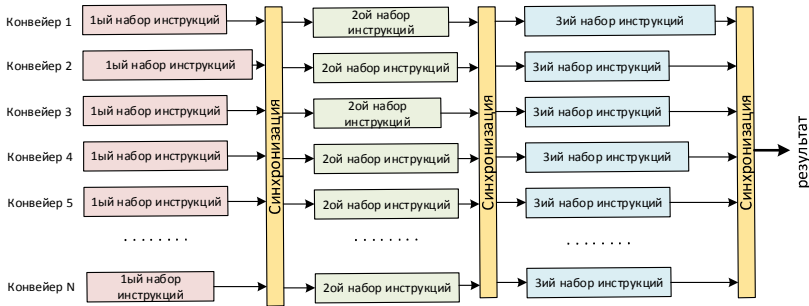 Конвейер 1
1ый набор инструкций
2ой набор
инструкций
3ий набор инструкций
Конвейер 2
1ый набор инструкций
2ой набор инструкций
3ий набор инструкций
Конвейер 3
1ый набор инструкций
2ой набор
инструкций
3ий набор инструкций
Конвейер 4
1ый набор инструкций
2ой набор инструкций
3ий набор инструкций
Конвейер 5
1ый набор инструкций
2ой набор инструкций
3ий набор инструкций
. . . . . . . .
. . . . . . . .
. . . . . . . .
Конвейер N
1ый набор
инструкций
2ой набор инструкций
3ий набор инструкций
Синхронизация
Синхронизация
Синхронизация
результат